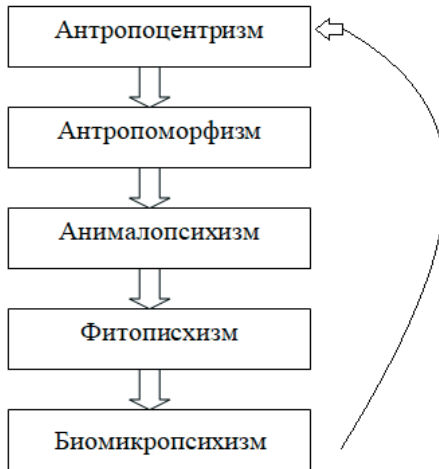 Антропоцентризм
Антропоморфизм
Анималопсихизм
Фитописхизм
Биомикропсихизм